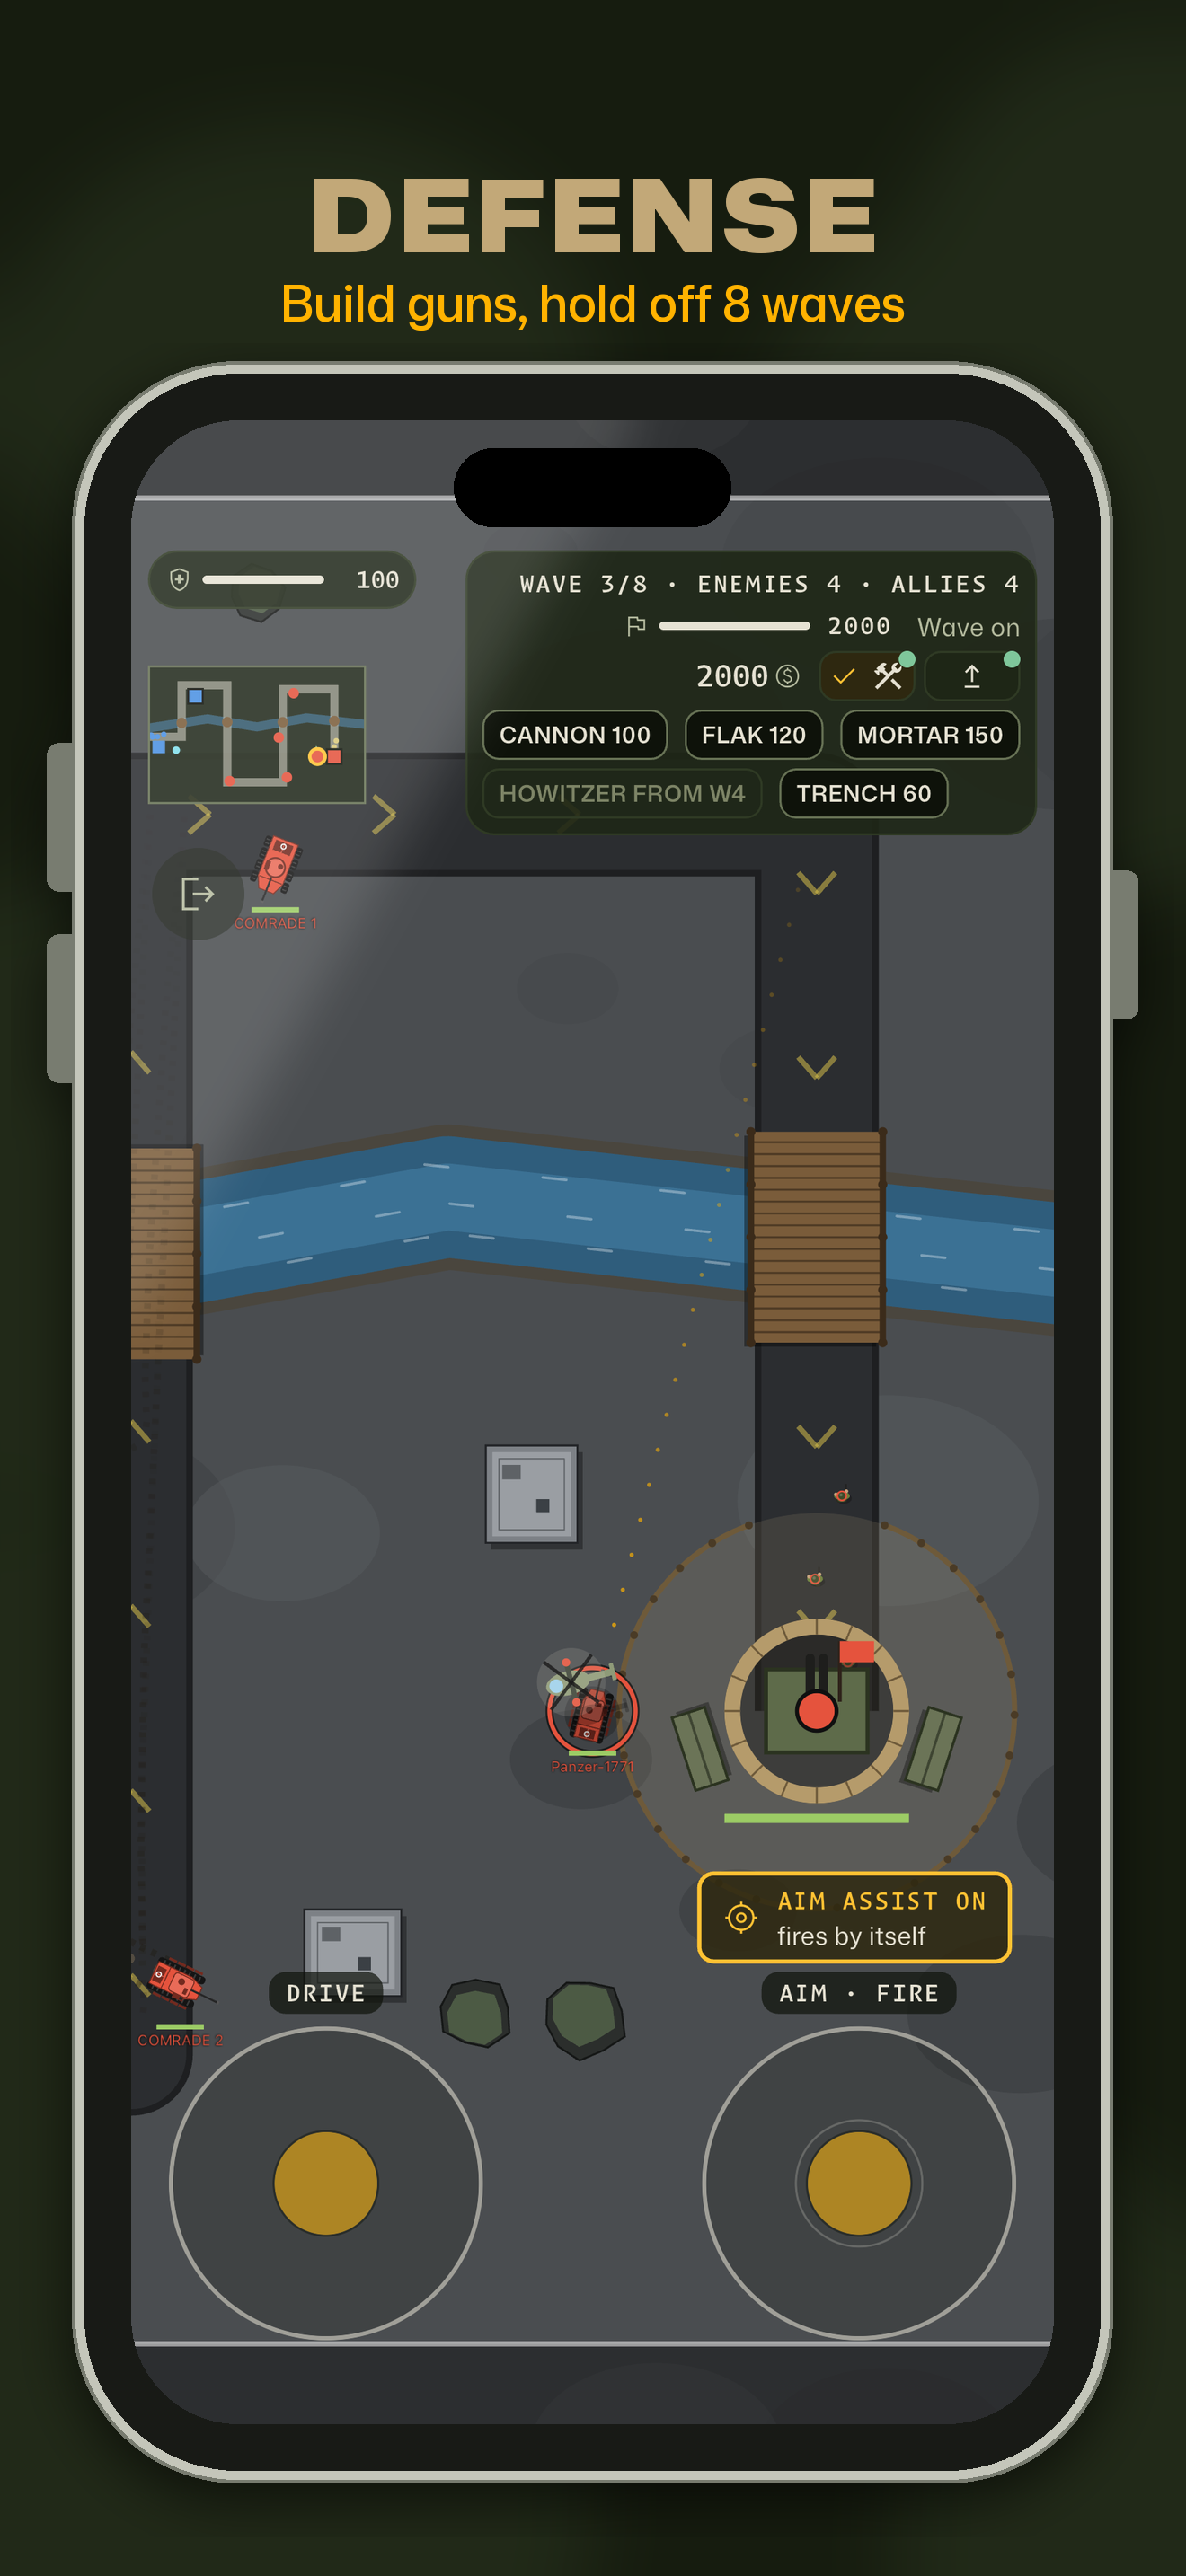 DEFENSE
Build guns, hold off 8 waves
100
WAVE 3/8 · ENEMIES 4 · ALLIES 4
2000 Wave on
2000
CANNON 100 FLAK 120 MORTAR 150
HOWITZER FROM W4 TRENCH 60
COMRADE 1
Panzer-1771
AIM ASSIST ON
fires by itself
DRIVE
AIM · FIRE
COMRADE 2